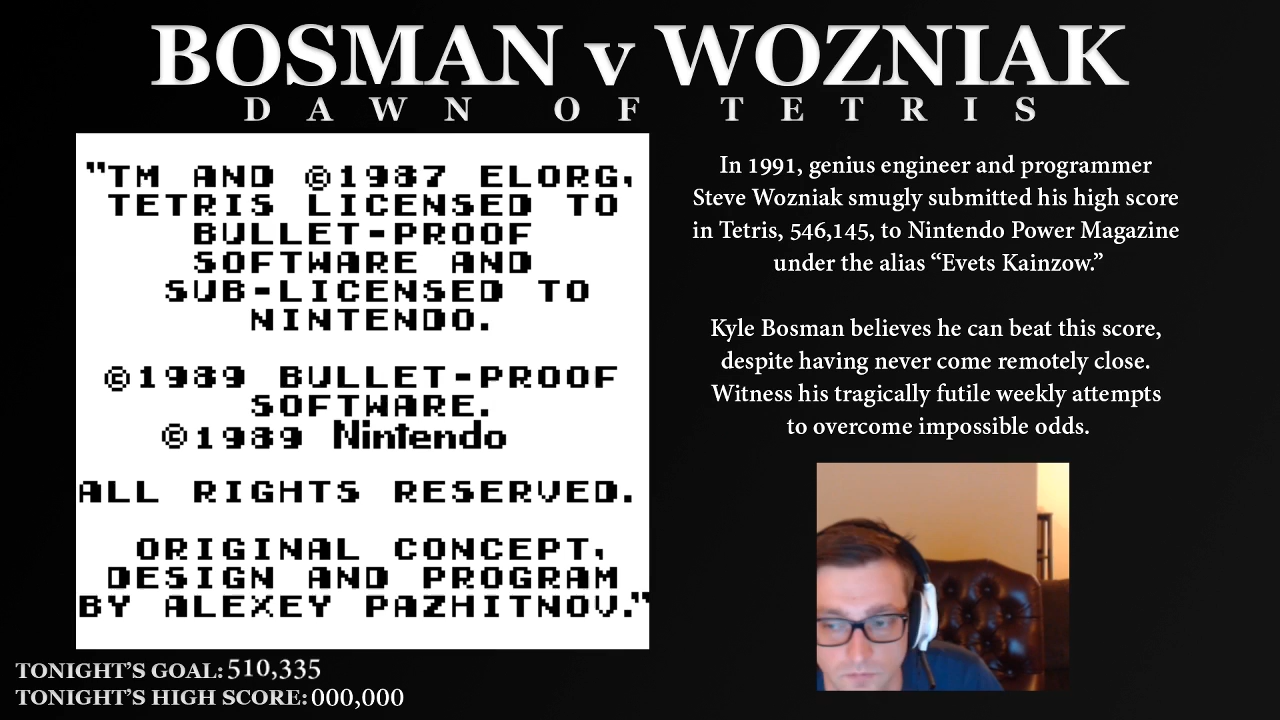 BOSMAN v WOZNIAK
DAWN OF TETRIS
"TM AND ©1987 ELORG,
TETRIS LICENSED TO
BULLET-PROOF
SOFTWARE AND
SUB-LICENSED TO
NINTENDO.
©1989 BULLET-PROOF
SOFTWARE.
©1989 Nintendo
ALL RIGHTS RESERVED.
ORIGINAL CONCEPT,
DESIGN AND PROGRAM
BY ALEXEY PAZHITNOV."
In 1991, genius engineer and programmer
Steve Wozniak smugly submitted his high score
in Tetris, 546,145, to Nintendo Power Magazine
under the alias “Evets Kainzow.”
Kyle Bosman believes he can beat this score,
despite having never come remotely close.
Witness his tragically futile weekly attempts
to overcome impossible odds.
TONIGHT’S GOAL: 510,335
TONIGHT’S HIGH SCORE: 000,000